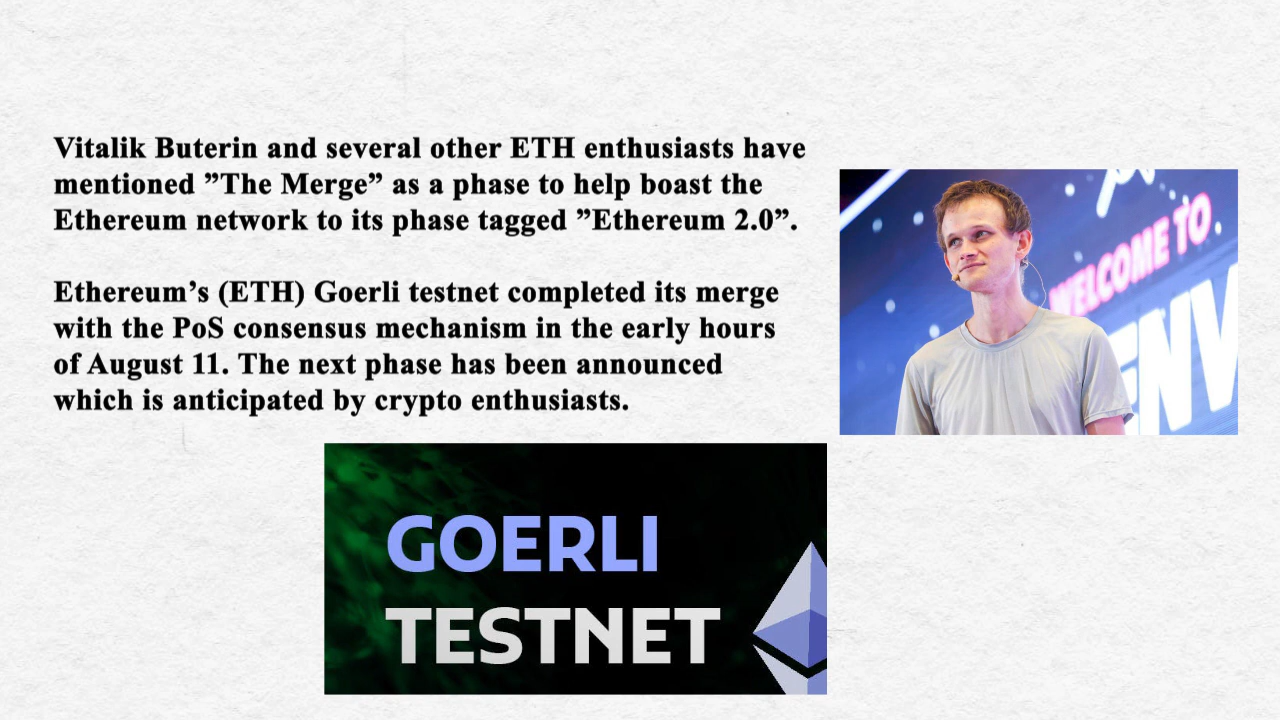 Vitalik Buterin and several other ETH enthusiasts have
mentioned ”The Merge” as a phase to help boast the
Ethereum network to its phase tagged ”Ethereum 2.0”.
Ethereum’s (ETH) Goerli testnet completed its merge
with the PoS consensus mechanism in the early hours
of August 11. The next phase has been announced
which is anticipated by crypto enthusiasts.
WELCOME TO
GOERLI
TESTNET